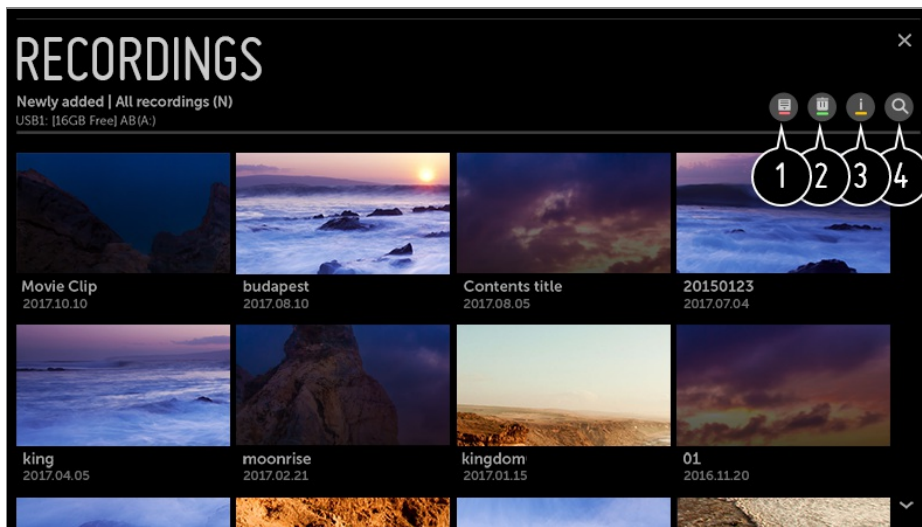 RECORDINGS
Newly added | All recordings (N)
USB1: [16GB Free] AB(A:)
1 2 3 4
Movie Clip budapest Contents title 20150123
2017.10.10 2017.08.10 2017.08.05 2017.07.04
king moonrise kingdom 01
2017.04.05 2017.02.21 2017.01.15 2016.11.20